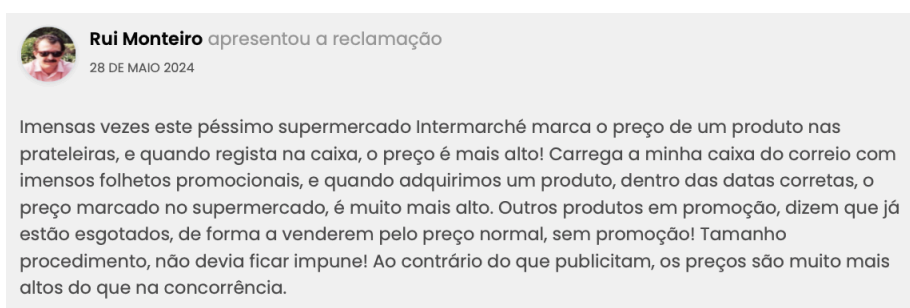 Rui Monteiro apresentou a reclamação
28 DE MAIO 2024
Imensas vezes este péssimo supermercado Intermarché marca o preço de um produto nas
prateleiras, e quando regista na caixa, o preço é mais alto! Carrega a minha caixa do correio com
imensos folhetos promocionais, e quando adquirimos um produto, dentro das datas corretas, o
preço marcado no supermercado, é muito mais alto. Outros produtos em promoção, dizem que já
estão esgotados, de forma a venderem pelo preço normal, sem promoção! Tamanho
procedimento, não devia ficar impune! Ao contrário do que publicitam, os preços são muito mais
altos do que na concorrência.